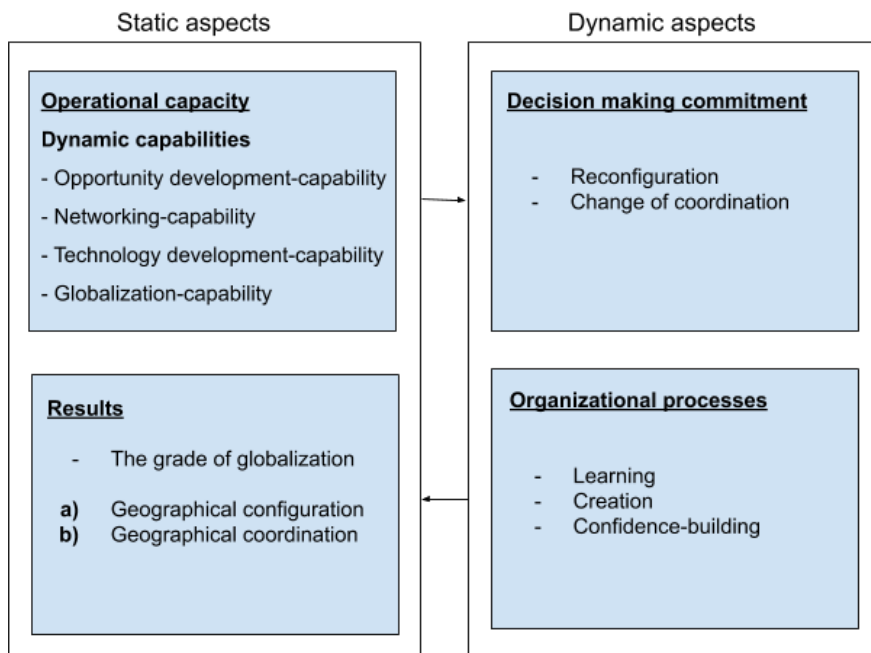 Static aspects
Operational capacity
Dynamic capabilities
- Opportunity development-capability
- Networking-capability
- Technology development-capability
- Globalization-capability
Results
- The grade of globalization
a) Geographical configuration
b) Geographical coordination
Dynamic aspects
Decision making commitment
- Reconfiguration
- Change of coordination
Organizational processes
- Learning
- Creation
- Confidence-building